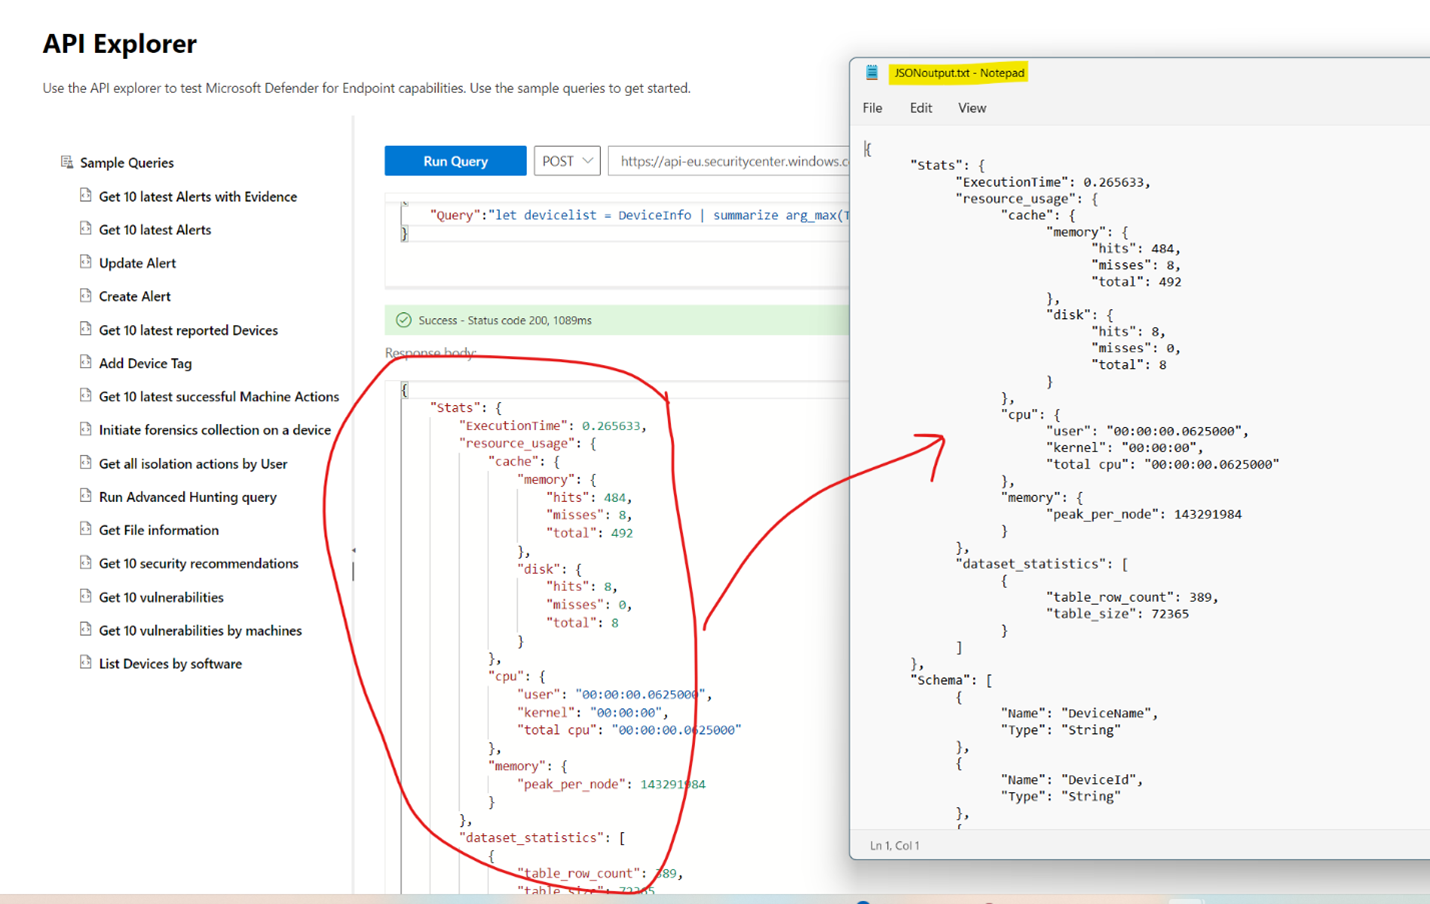 API Explorer
Use the API explorer to test Microsoft Defender for Endpoint capabilities. Use the sample queries to get started.
Sample Queries
Get 10 latest Alerts with Evidence
Get 10 latest Alerts
Update Alert
Create Alert
Get 10 latest reported Devices
Add Device Tag
Get 10 latest successful Machine Actions
Initiate forensics collection on a device
Get all isolation actions by User
Run Advanced Hunting query
Get File information
Get 10 security recommendations
Get 10 vulnerabilities
Get 10 vulnerabilities by machines
List Devices by software
Run Query
POST
https://api-eu.securitycenter.windows.c
{
"Query":"let devicelist = DeviceInfo | summarize arg_max(T
}
Success - Status code 200, 1089ms
Response body:
{
"Stats": {
"ExecutionTime": 0.265633,
"resource_usage": {
"cache": {
"memory": {
"hits": 484,
"misses": 8,
"total": 492
},
"disk": {
"hits": 8,
"misses": 0,
"total": 8
}
},
"cpu": {
"user": "00:00:00.0625000",
"kernel": "00:00:00",
"total cpu": "00:00:00.0625000"
},
"memory": {
"peak_per_node": 143291984
}
},
"dataset_statistics": [
{
"table_row_count": 389,
"table_size": 72365
JSONoutput.txt - Notepad
File Edit View
{
"Stats": {
"ExecutionTime": 0.265633,
"resource_usage": {
"cache": {
"memory": {
"hits": 484,
"misses": 8,
"total": 492
},
"disk": {
"hits": 8,
"misses": 0,
"total": 8
}
},
"cpu": {
"user": "00:00:00.0625000",
"kernel": "00:00:00",
"total cpu": "00:00:00.0625000"
},
"memory": {
"peak_per_node": 143291984
}
},
"dataset_statistics": [
{
"table_row_count": 389,
"table_size": 72365
}
]
},
"Schema": [
{
"Name": "DeviceName",
"Type": "String"
},
{
"Name": "DeviceId",
"Type": "String"
},
{
Ln 1, Col 1